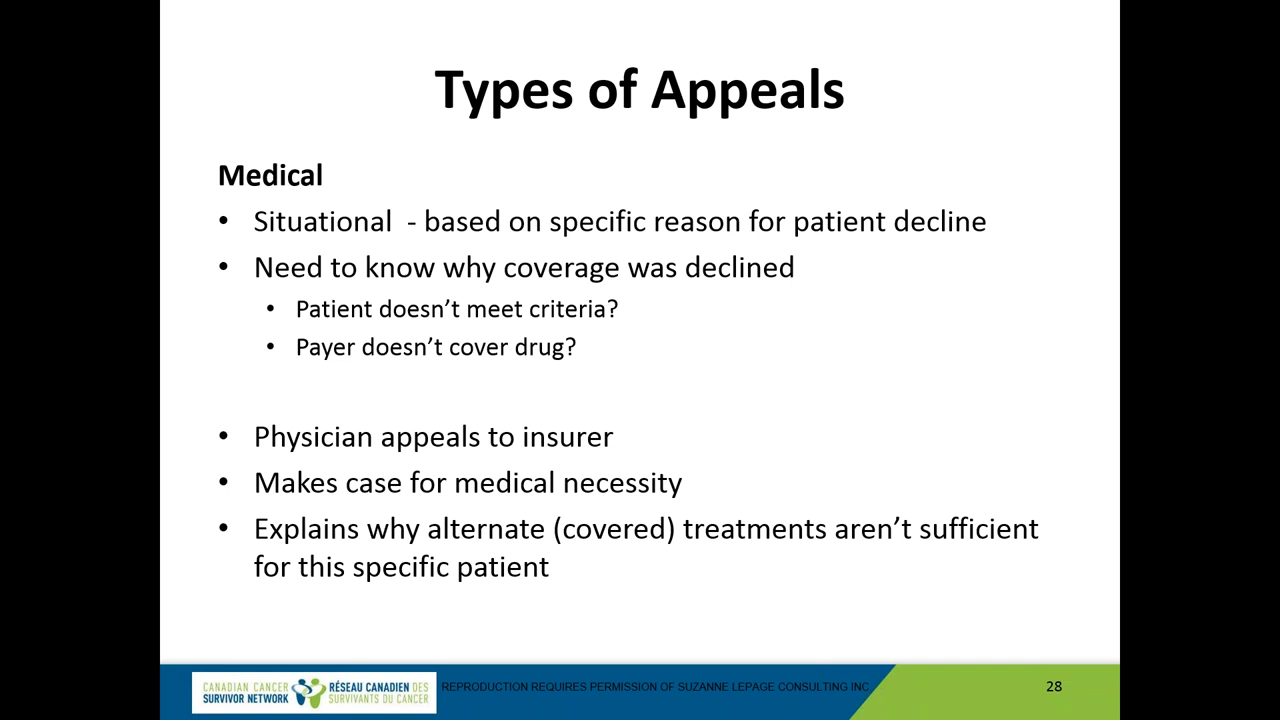 Types of Appeals
Medical
• Situational  - based on specific reason for patient decline
• Need to know why coverage was declined
• Patient doesn’t meet criteria?
• Payer doesn’t cover drug?
• Physician appeals to insurer
• Makes case for medical necessity
• Explains why alternate (covered) treatments aren’t sufficient
for this specific patient
CANADIAN CANCER
SURVIVOR NETWORK
RÉSEAU CANADIEN DES
SURVIVANTS DU CANCER
REPRODUCTION REQUIRES PERMISSION OF SUZANNE LEPAGE CONSULTING INC.
28